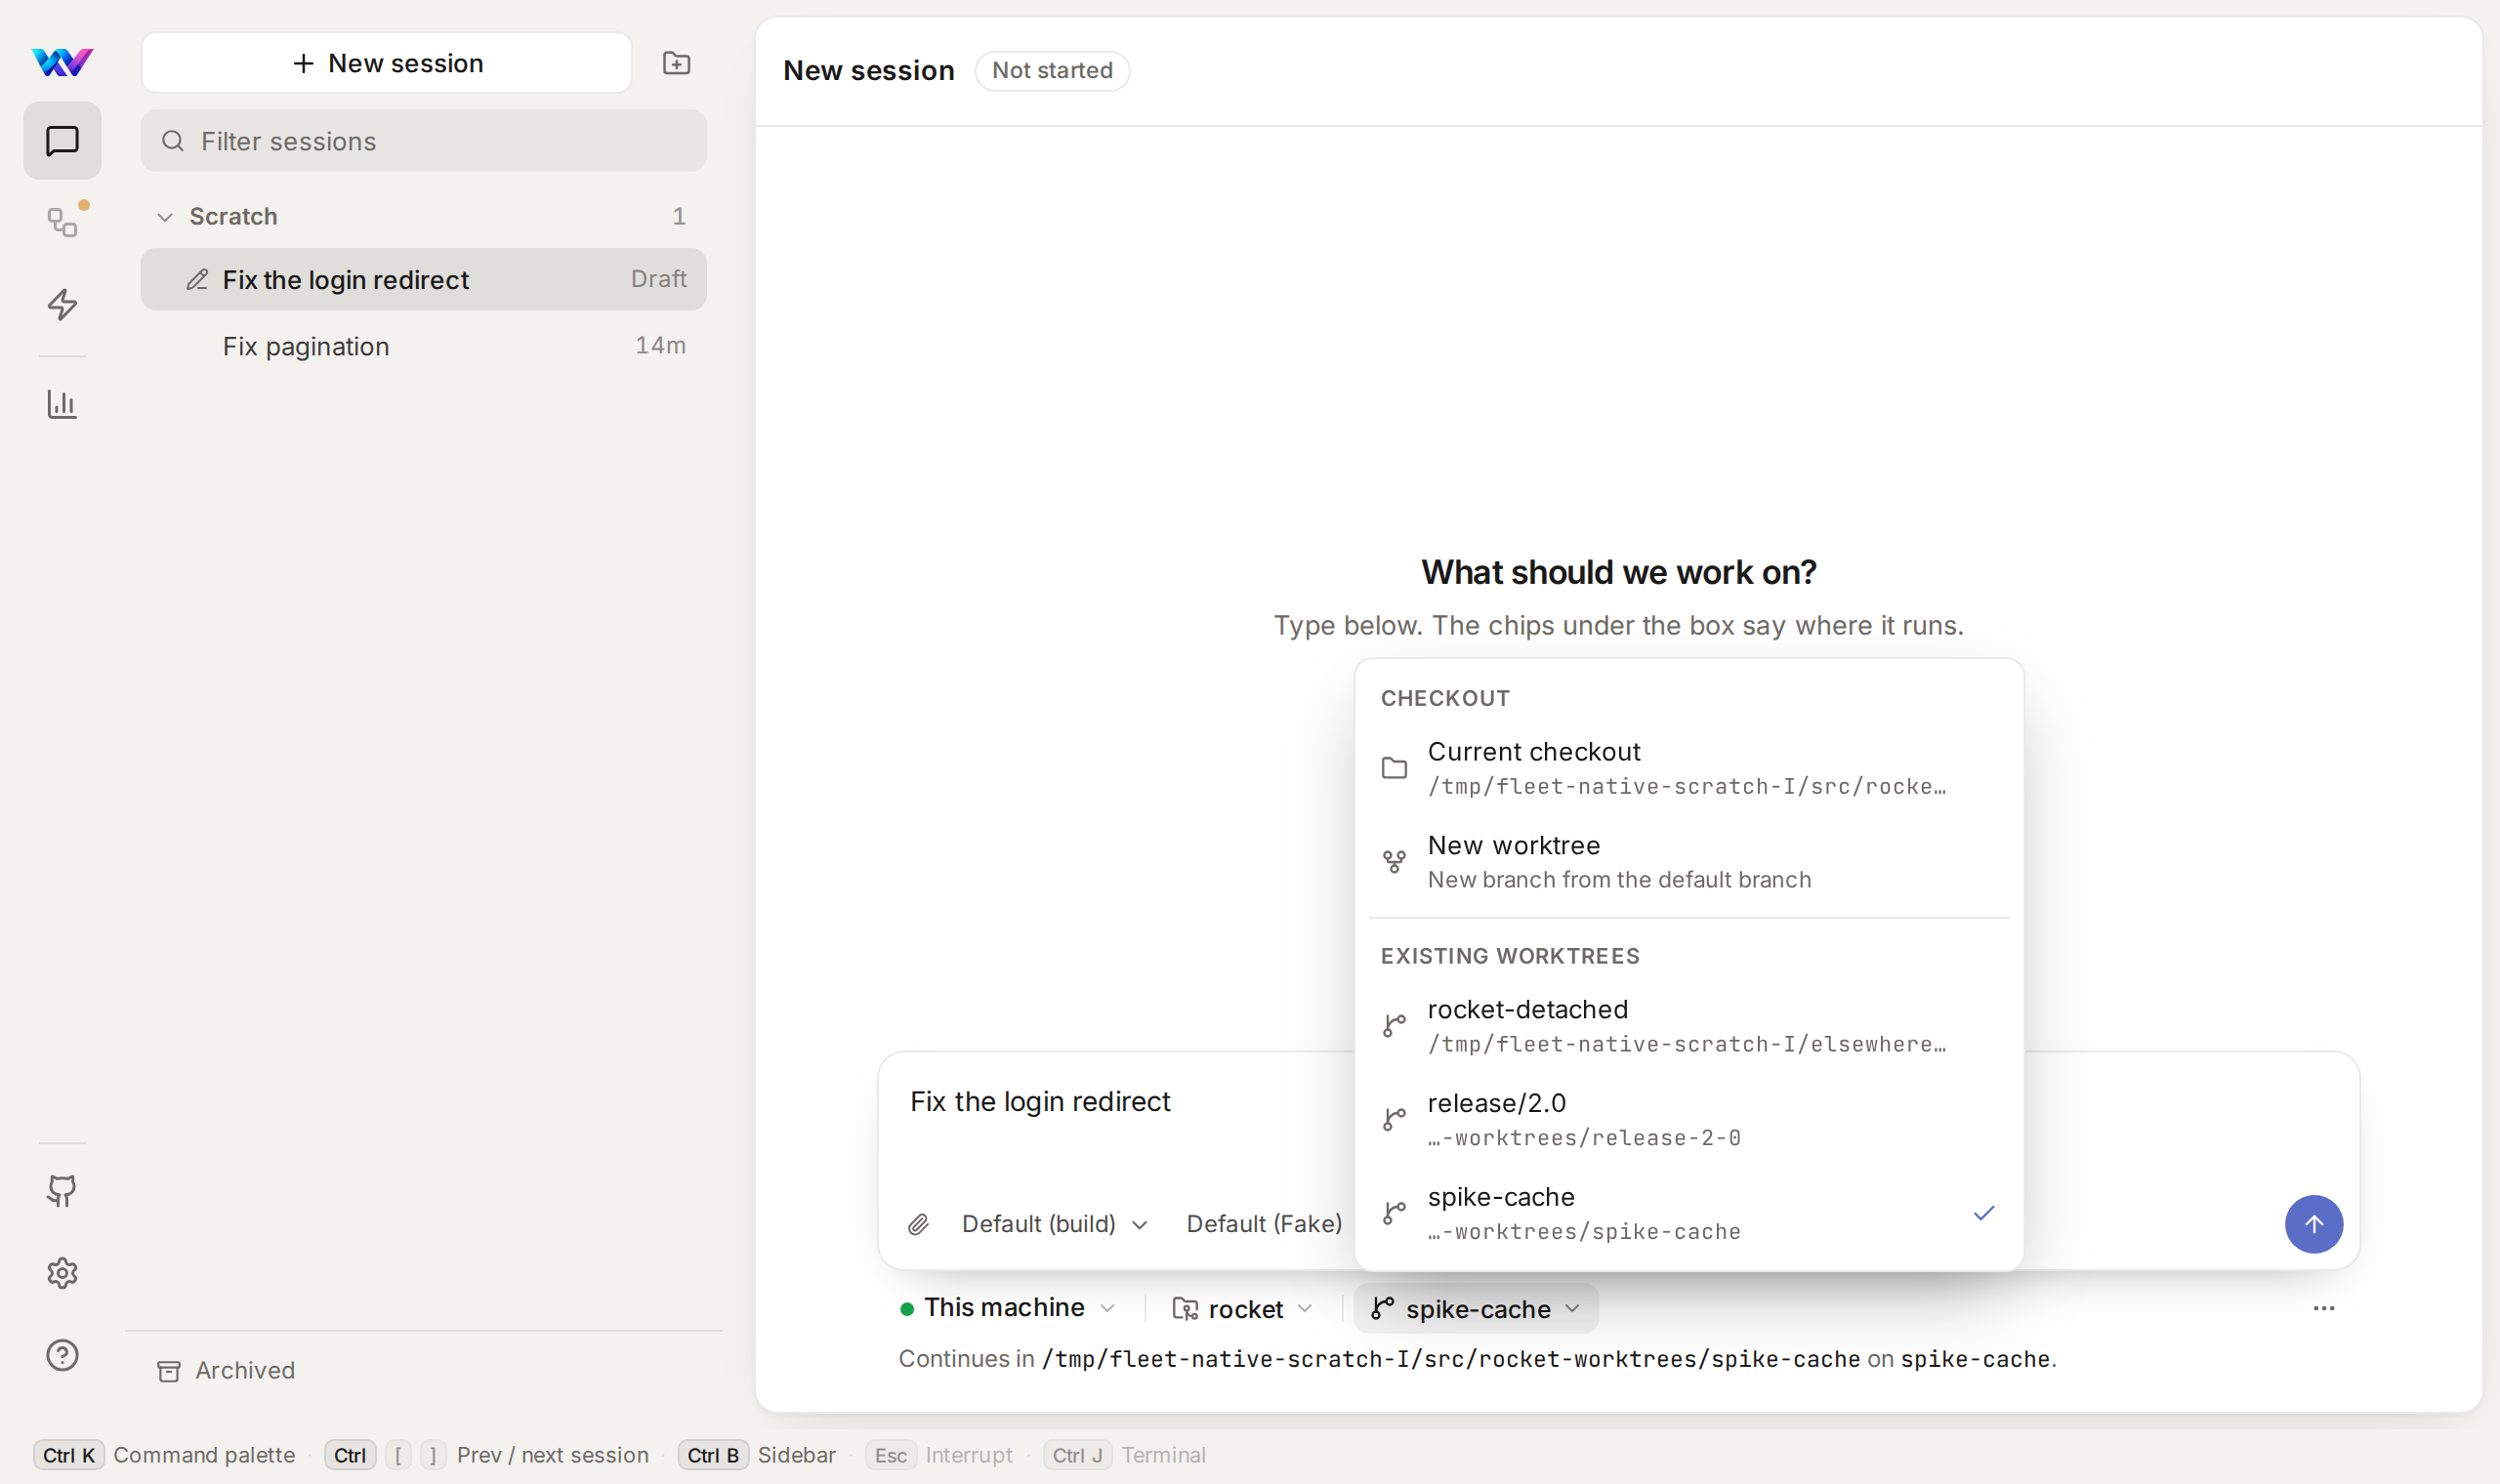 New session
Filter sessions
Scratch 1
Fix the login redirect Draft
Fix pagination 14m
Archived
New session Not started
What should we work on?
Type below. The chips under the box say where it runs.
CHECKOUT
Current checkout
/tmp/fleet-native-scratch-I/src/rocke…
New worktree
New branch from the default branch
EXISTING WORKTREES
rocket-detached
/tmp/fleet-native-scratch-I/elsewhere…
release/2.0
…-worktrees/release-2-0
spike-cache
…-worktrees/spike-cache
Fix the login redirect
Default (build) Default (Fake)
This machine rocket spike-cache
Continues in /tmp/fleet-native-scratch-I/src/rocket-worktrees/spike-cache on spike-cache.
Ctrl K Command palette · Ctrl [ ] Prev / next session · Ctrl B Sidebar · Esc Interrupt · Ctrl J Terminal